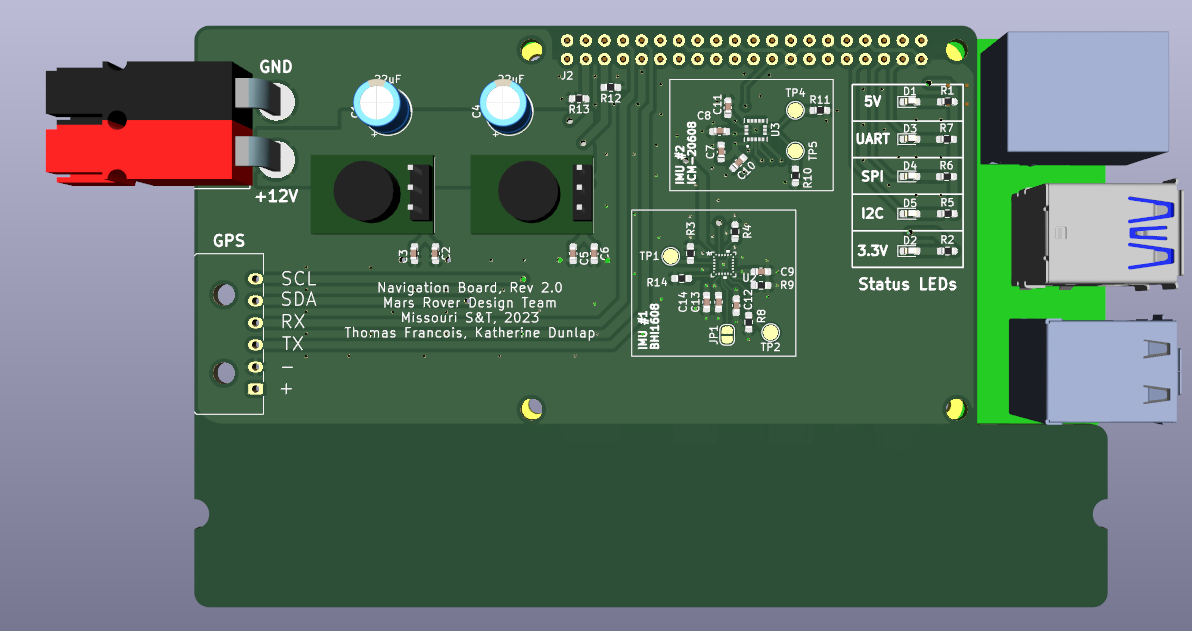 GND
22uF
22uF
J2
R12
R13
+12V
C2
C5
C6
GPS
SCL
SDA
RX
TX
-
+
Navigation Board, Rev 2.0
Mars Rover Design Team
Missouri S&T, 2023
Thomas Francois, Katherine Dunlap
IMU #2
ICM-20608
C11
C8
C7
C10
U3
TP4
R11
TP5
R10
IMU #1
BHI1608
TP1
R3
R4
R14
U2
C9
R9
C14
C13
C12
R8
JP1
TP2
5V
D1
R1
UART
D3
R7
SPI
D4
R6
I2C
D5
R5
3.3V
D2
R2
Status LEDs